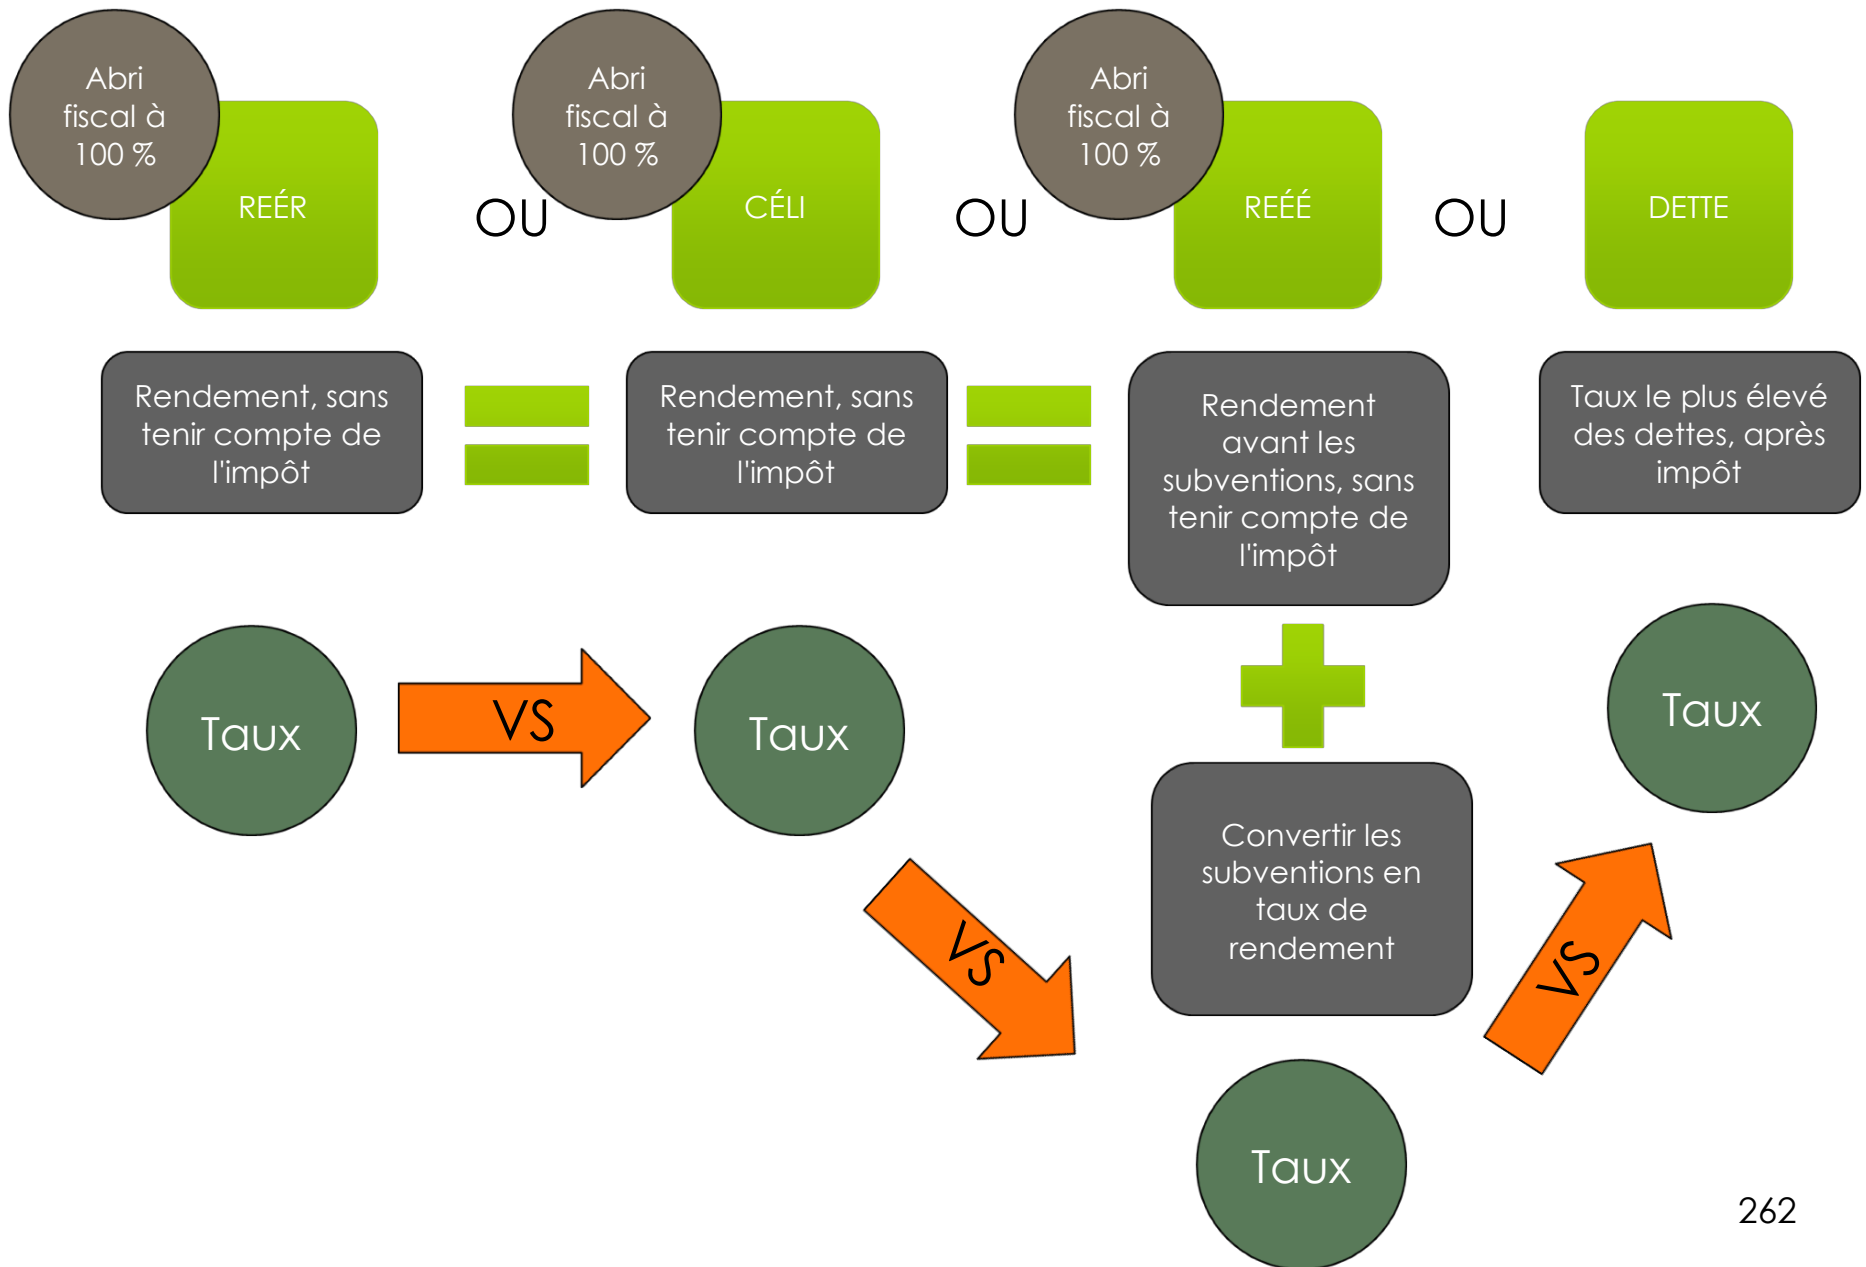 Abri
fiscal à
100 %
REÉR
OU
Abri
fiscal à
100 %
CÉLI
OU
Abri
fiscal à
100 %
REÉÉ
OU
DETTE
Rendement, sans
tenir compte de
l'impôt
Rendement, sans
tenir compte de
l'impôt
Rendement
avant les
subventions, sans
tenir compte de
l'impôt
Taux le plus élevé
des dettes, après
impôt
Taux
VS
Taux
VS
Convertir les
subventions en
taux de
rendement
Taux
VS
Taux
262